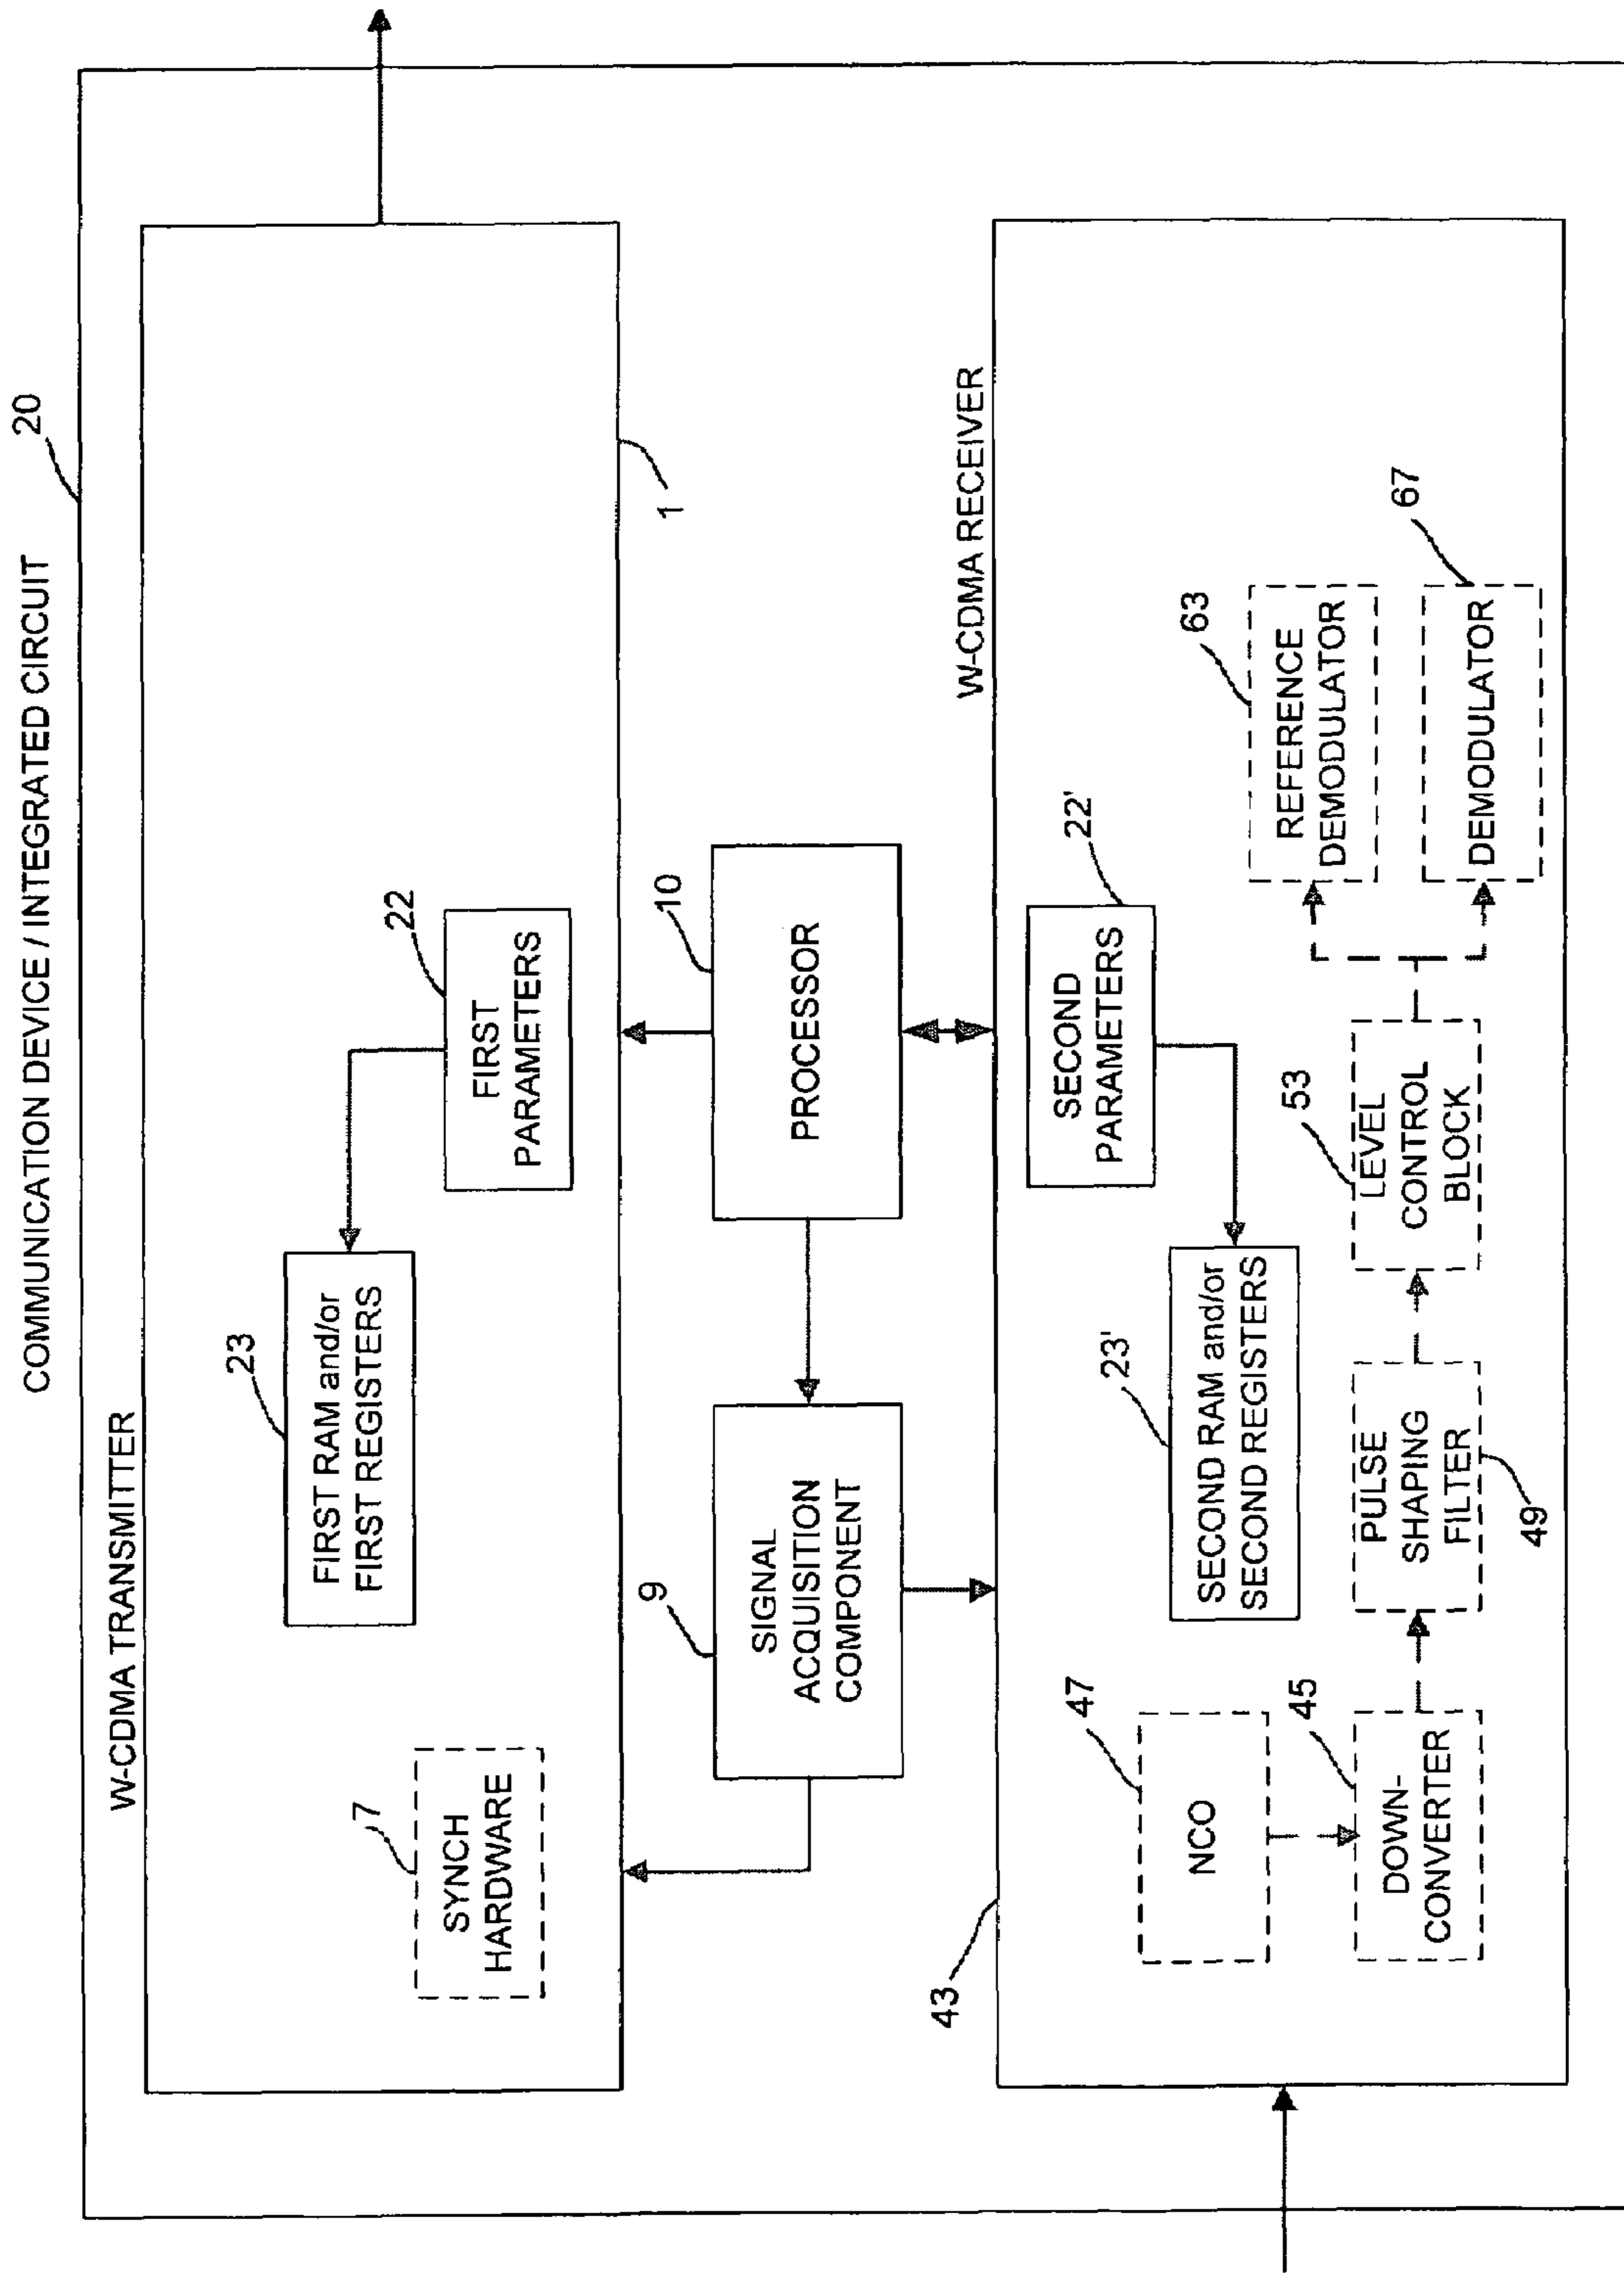 COMMUNICATION DEVICE / INTEGRATED CIRCUIT
20
W-CDMA TRANSMITTER
7
SYNCH
HARDWARE
23
FIRST RAM and/or
FIRST REGISTERS
22
FIRST
PARAMETERS
1
9
SIGNAL
ACQUISITION
COMPONENT
10
PROCESSOR
W-CDMA RECEIVER
43
47
NCO
45
DOWN-
CONVERTER
23'
SECOND RAM and/or
SECOND REGISTERS
22'
SECOND
PARAMETERS
PULSE
SHAPING
FILTER
49
53
LEVEL
CONTROL
BLOCK
63
REFERENCE
DEMODULATOR
67
DEMODULATOR